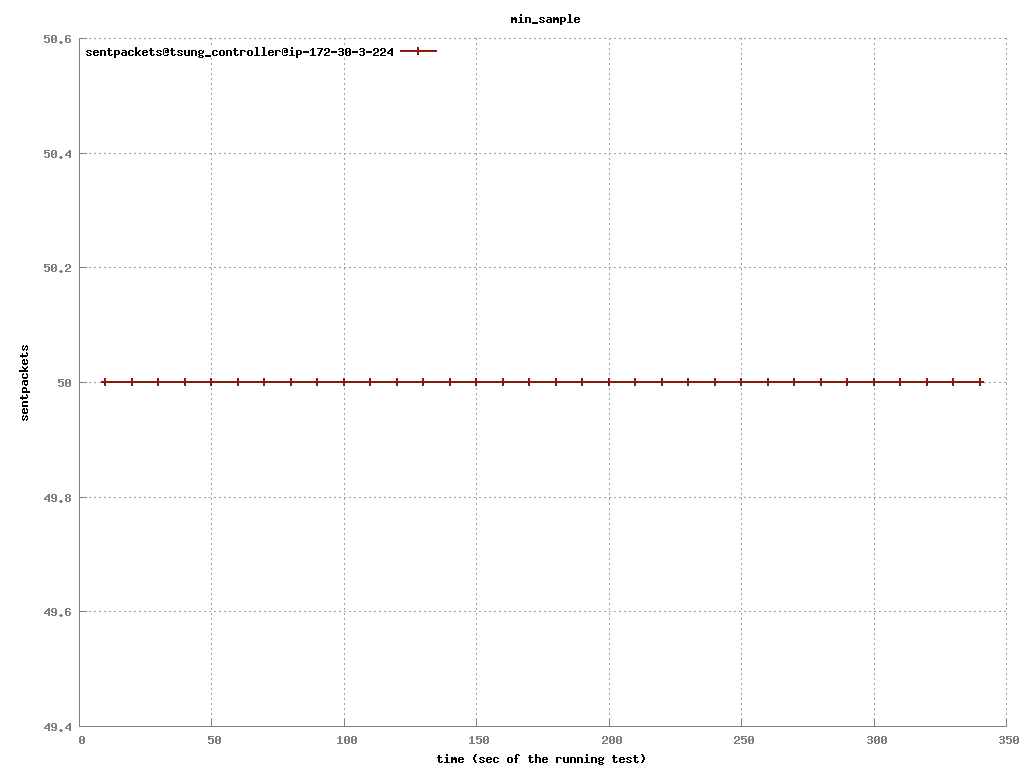 min_sample
50.6
sentpackets@tsung_controller@ip-172-30-3-224
50.4
50.2
sentpackets
50
49.8
49.6
49.4
0 50 100 150 200 250 300 350
time (sec of the running test)